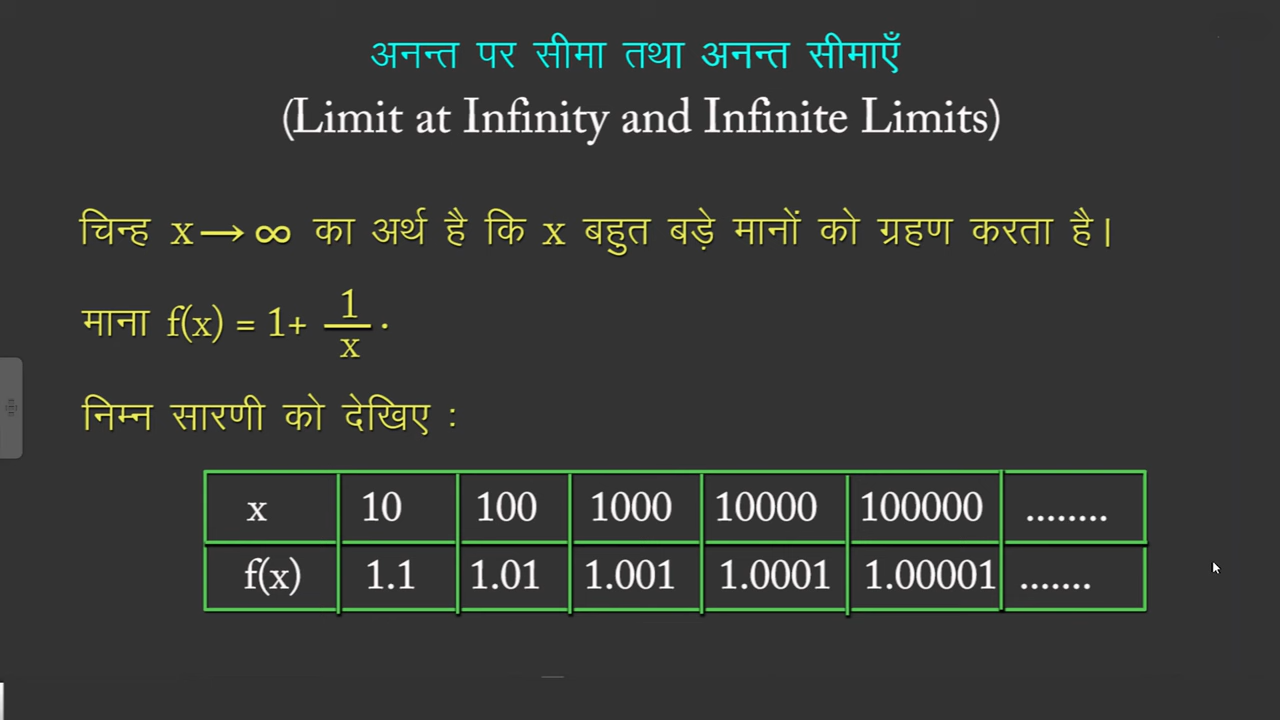 अनन्त पर सीमा तथा अनन्त सीमाएँ
(Limit at Infinity and Infinite Limits)
चिन्ह x→∞ का अर्थ है कि x बहुत बड़े मानों को ग्रहण करता है।
माना f(x) = 1+ 1/x .
निम्न सारणी को देखिए :
x 10 100 1000 10000 100000 ........
f(x) 1.1 1.01 1.001 1.0001 1.00001 .......